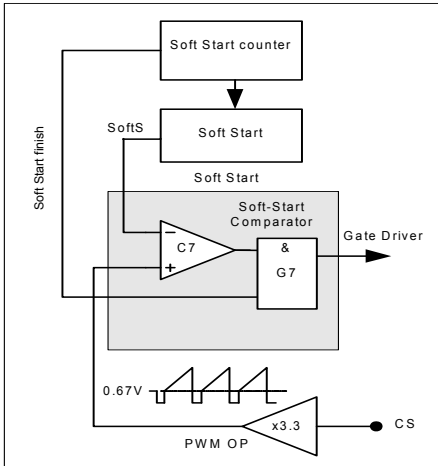 Soft Start counter
SoftS
Soft Start
Soft Start finish
Soft Start
Soft-Start
Comparator
Gate Driver
−
C7
+
&
G7
0.67V
x3.3
CS
PWM OP